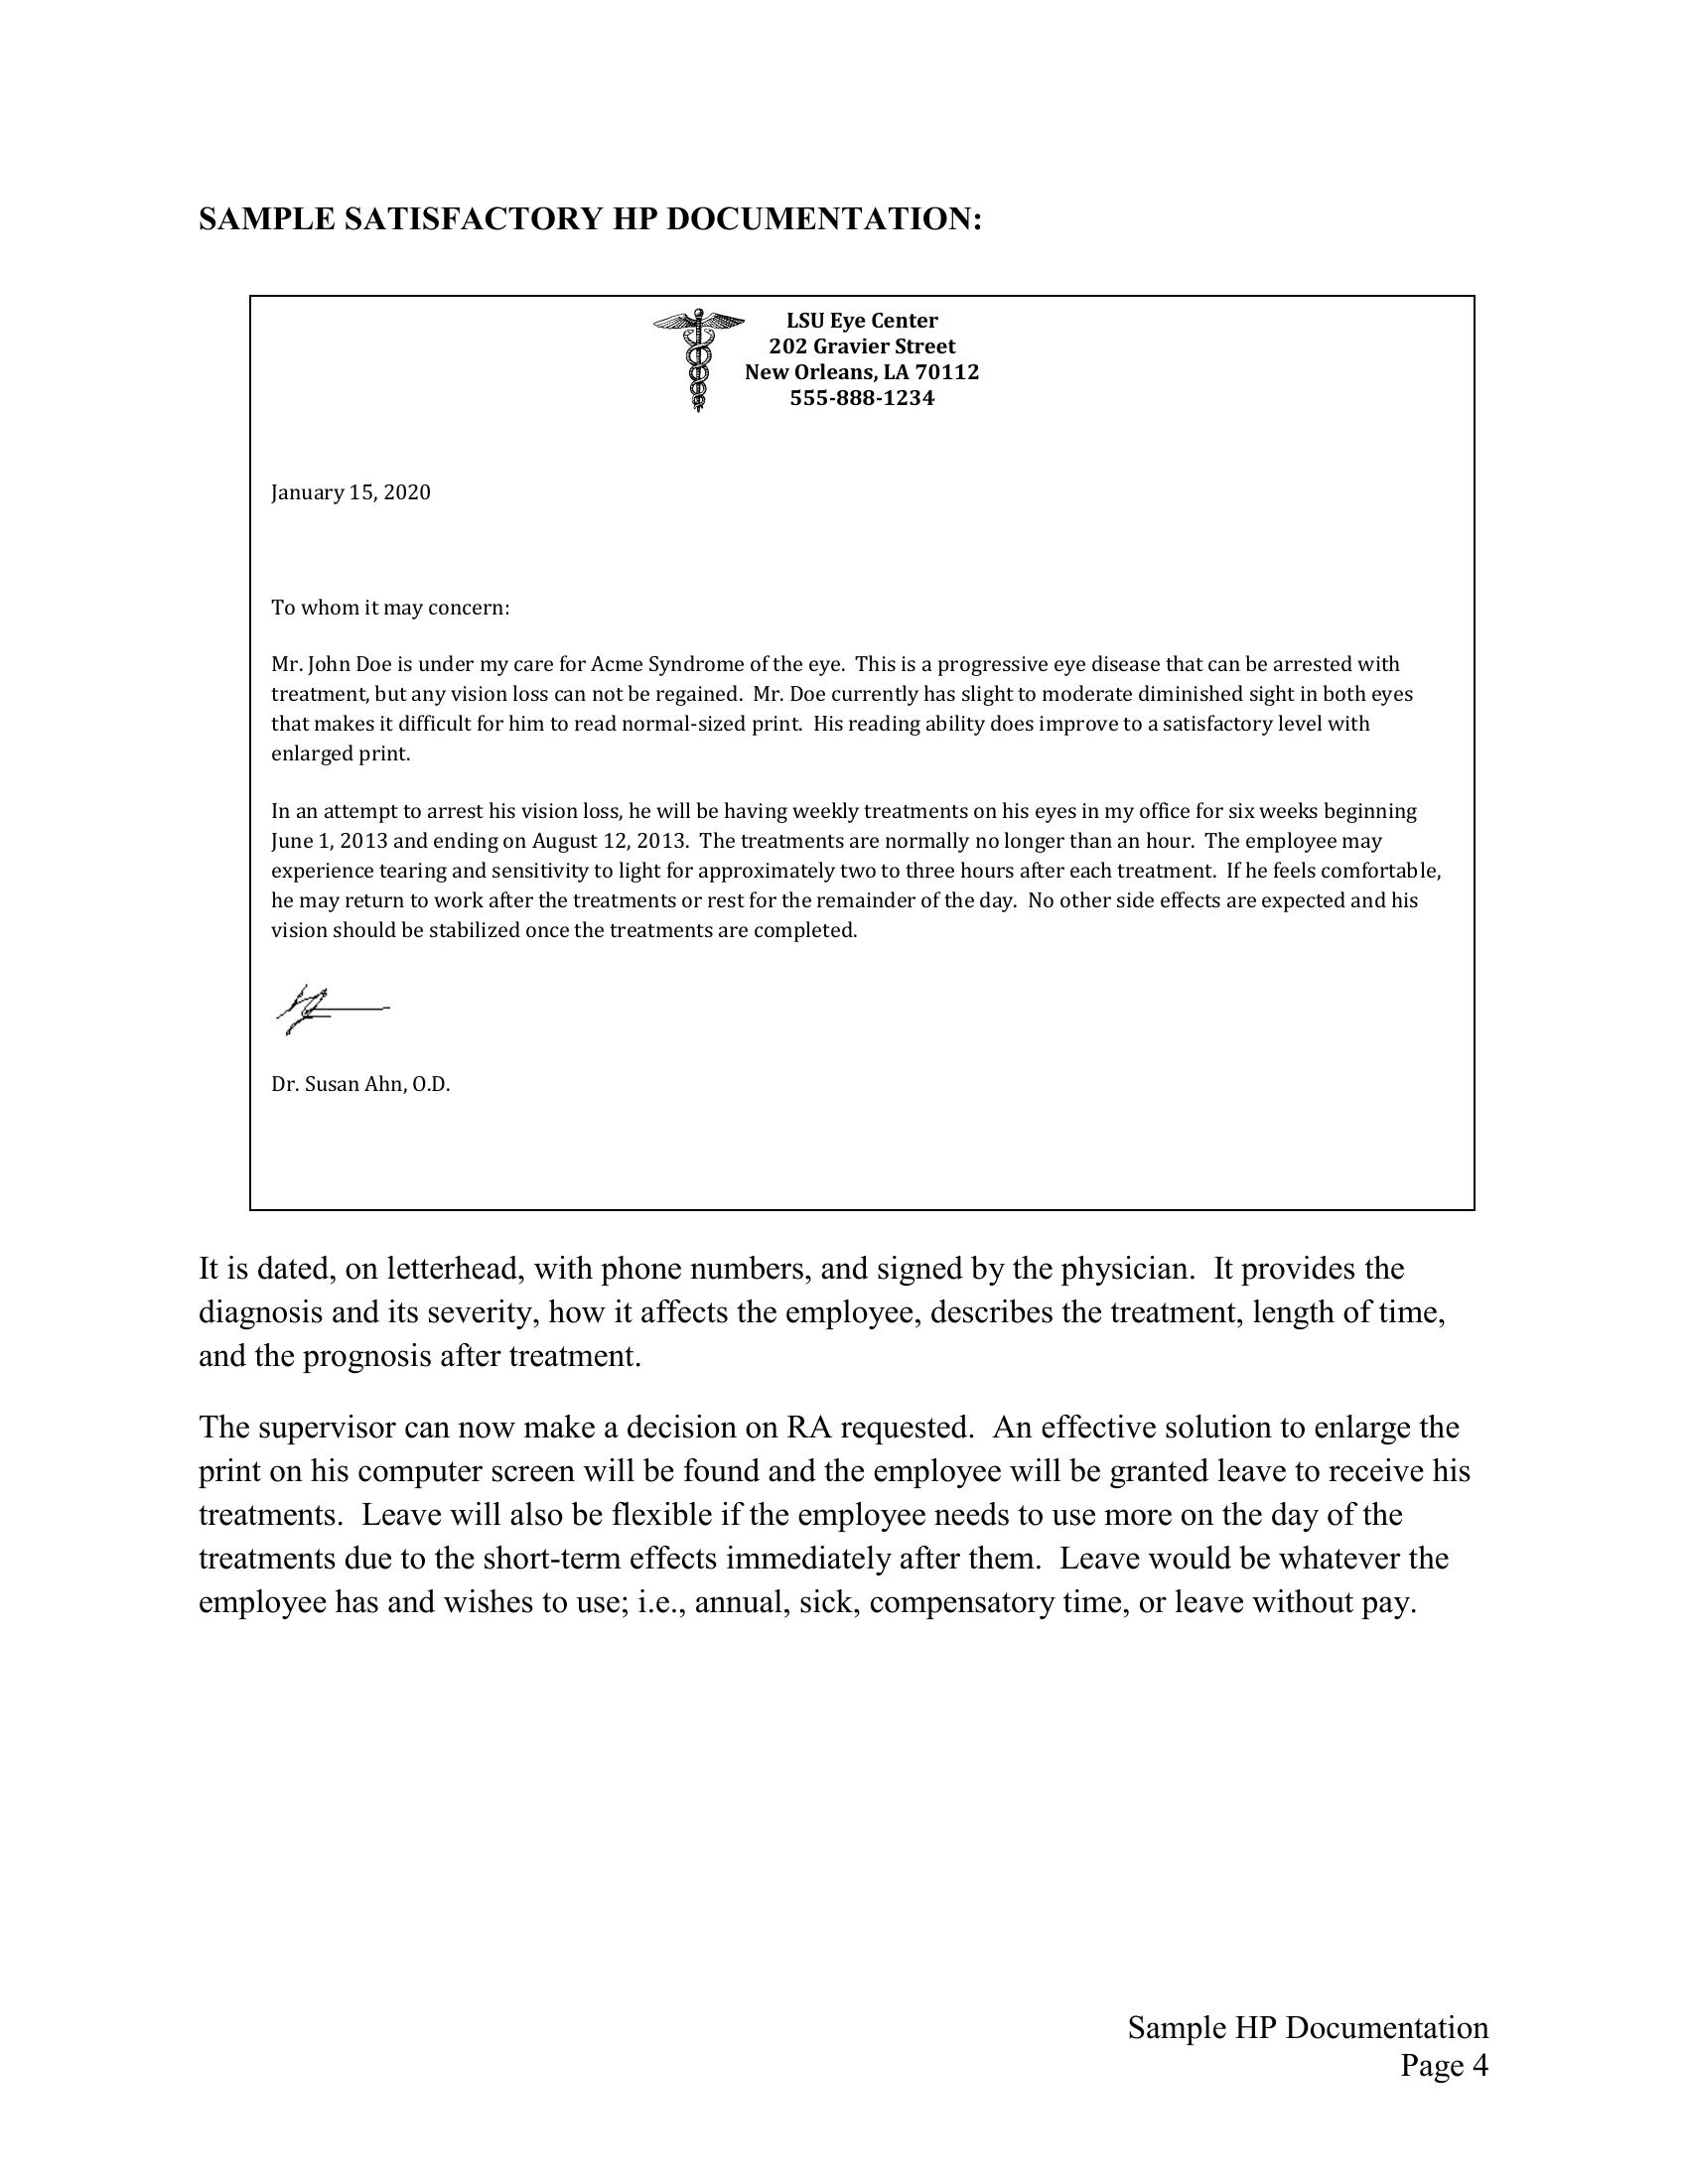 SAMPLE SATISFACTORY HP DOCUMENTATION:
LSU Eye Center
202 Gravier Street
New Orleans, LA 70112
555-888-1234
January 15, 2020
To whom it may concern:
Mr. John Doe is under my care for Acme Syndrome of the eye.  This is a progressive eye disease that can be arrested with
treatment, but any vision loss can not be regained.  Mr. Doe currently has slight to moderate diminished sight in both eyes
that makes it difficult for him to read normal-sized print.  His reading ability does improve to a satisfactory level with
enlarged print.
In an attempt to arrest his vision loss, he will be having weekly treatments on his eyes in my office for six weeks beginning
June 1, 2013 and ending on August 12, 2013.  The treatments are normally no longer than an hour.  The employee may
experience tearing and sensitivity to light for approximately two to three hours after each treatment.  If he feels comfortable,
he may return to work after the treatments or rest for the remainder of the day.  No other side effects are expected and his
vision should be stabilized once the treatments are completed.
Dr. Susan Ahn, O.D.
It is dated, on letterhead, with phone numbers, and signed by the physician.  It provides the
diagnosis and its severity, how it affects the employee, describes the treatment, length of time,
and the prognosis after treatment.
The supervisor can now make a decision on RA requested.  An effective solution to enlarge the
print on his computer screen will be found and the employee will be granted leave to receive his
treatments.  Leave will also be flexible if the employee needs to use more on the day of the
treatments due to the short-term effects immediately after them.  Leave would be whatever the
employee has and wishes to use; i.e., annual, sick, compensatory time, or leave without pay.
Sample HP Documentation
Page 4